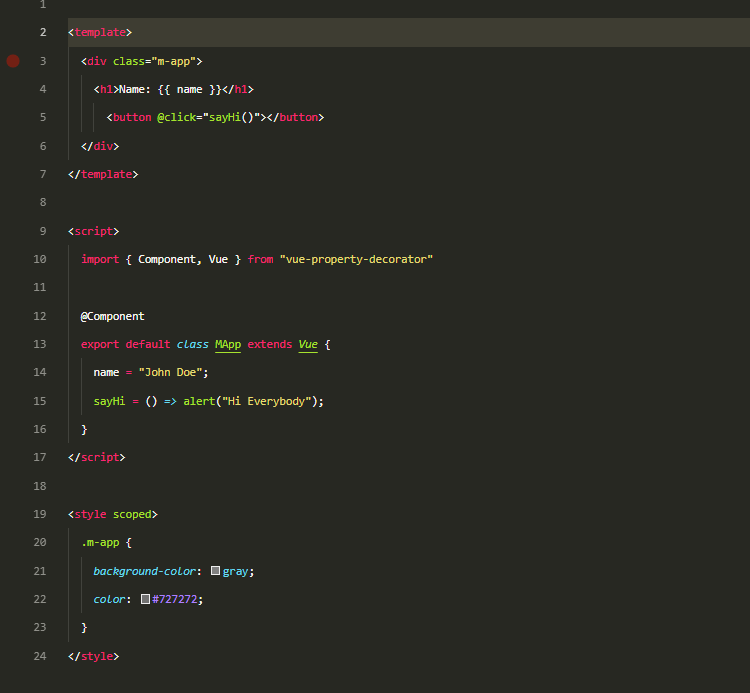 1
2 <template>
3 <div class="m-app">
4 <h1>Name: {{ name }}</h1>
5 <button @click="sayHi()"></button>
6 </div>
7 </template>
8
9 <script>
10 import { Component, Vue } from "vue-property-decorator"
11
12 @Component
13 export default class MApp extends Vue {
14 name = "John Doe";
15 sayHi = () => alert("Hi Everybody");
16 }
17 </script>
18
19 <style scoped>
20 .m-app {
21 background-color: gray;
22 color: #727272;
23 }
24 </style>